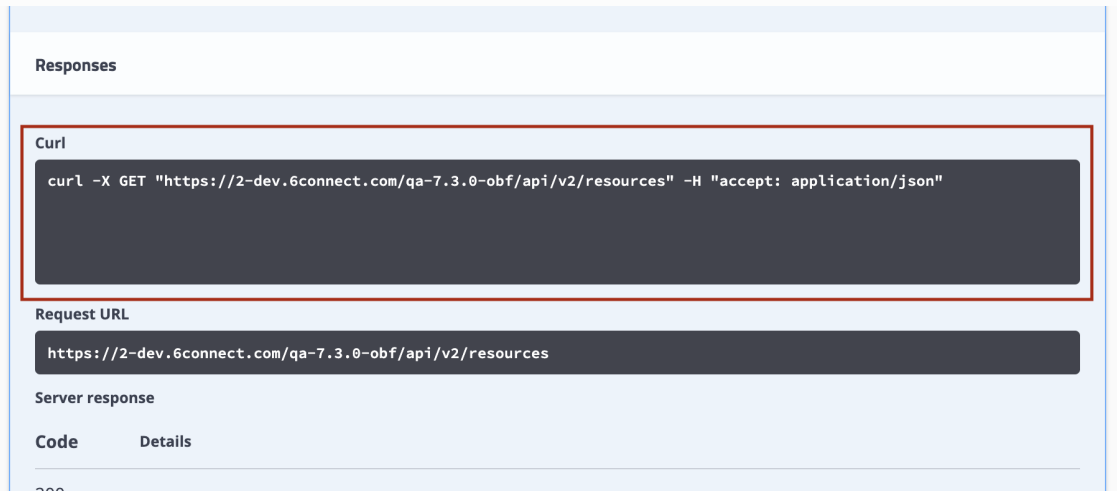 Responses
Curl
curl -X GET "https://2-dev.6connect.com/qa-7.3.0-obf/api/v2/resources" -H "accept: application/json"
Request URL
https://2-dev.6connect.com/qa-7.3.0-obf/api/v2/resources
Server response
Code Details